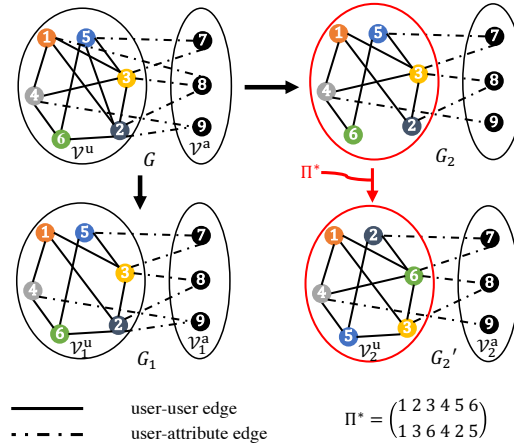 1 5 7
3 8
4
6 2 9
𝒱ᵘ G 𝒱ᵃ
1 5 7
3 8
4
6 2 9
G₂
Π*
1 5 7
3 8
4
6 2 9
𝒱₁ᵘ G₁ 𝒱₁ᵃ
1 2 7
6 8
4
5 3 9
𝒱₂ᵘ G₂′ 𝒱₂ᵃ
user-user edge
user-attribute edge
Π* = (1 2 3 4 5 6
1 3 6 4 2 5)